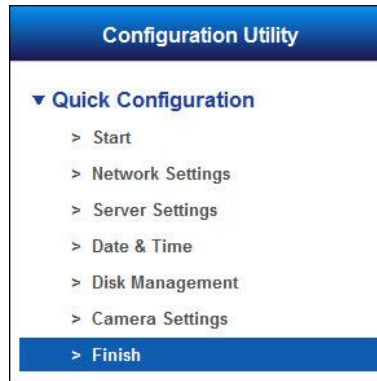 Configuration Utility
▼ Quick Configuration
> Start
> Network Settings
> Server Settings
> Date & Time
> Disk Management
> Camera Settings
> Finish